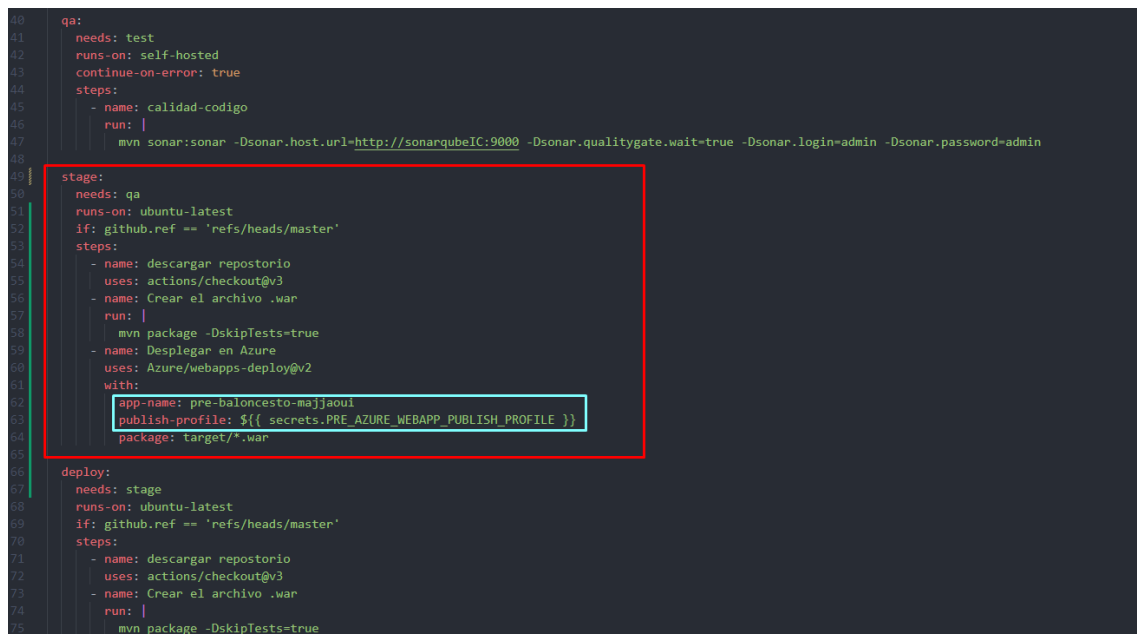 40 qa:
41 needs: test
42 runs-on: self-hosted
43 continue-on-error: true
44 steps:
45 - name: calidad-codigo
46 run: |
47 mvn sonar:sonar -Dsonar.host.url=http://sonarqubeIC:9000 -Dsonar.qualitygate.wait=true -Dsonar.login=admin -Dsonar.password=admin
48
49 stage:
50 needs: qa
51 runs-on: ubuntu-latest
52 if: github.ref == 'refs/heads/master'
53 steps:
54 - name: descargar repostorio
55 uses: actions/checkout@v3
56 - name: Crear el archivo .war
57 run: |
58 mvn package -DskipTests=true
59 - name: Desplegar en Azure
60 uses: Azure/webapps-deploy@v2
61 with:
62 app-name: pre-baloncesto-majjaoui
63 publish-profile: ${{ secrets.PRE_AZURE_WEBAPP_PUBLISH_PROFILE }}
64 package: target/*.war
65
66 deploy:
67 needs: stage
68 runs-on: ubuntu-latest
69 if: github.ref == 'refs/heads/master'
70 steps:
71 - name: descargar repostorio
72 uses: actions/checkout@v3
73 - name: Crear el archivo .war
74 run: |
75 mvn package -DskipTests=true